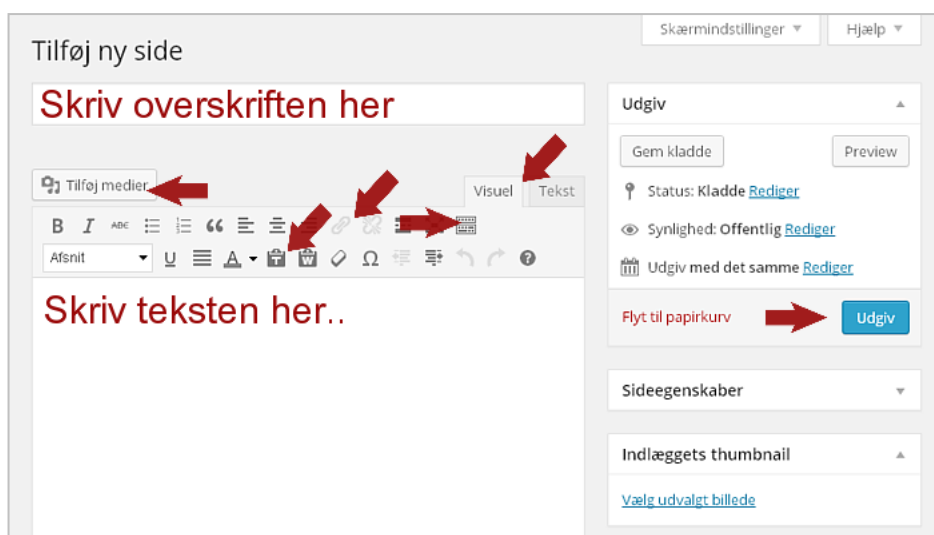 Skærmindstillinger
Hjælp
Tilføj ny side
Skriv overskriften her
Tilføj medier
Visuel
Tekst
B I ABC
Afsnit
U A T W Ω ?
Skriv teksten her..
Udgiv
Gem kladde
Preview
Status: Kladde Rediger
Synlighed: Offentlig Rediger
Udgiv med det samme Rediger
Flyt til papirkurv
Udgiv
Sideegenskaber
Indlæggets thumbnail
Vælg udvalgt billede